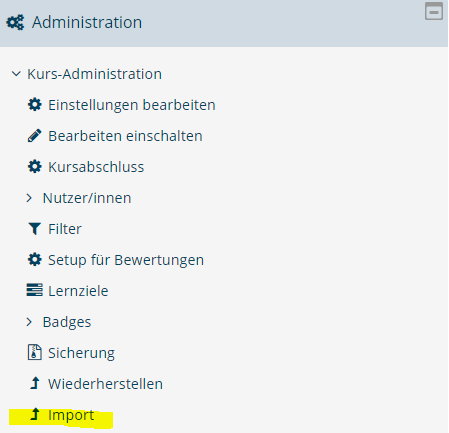 Administration
Kurs-Administration
Einstellungen bearbeiten
Bearbeiten einschalten
Kursabschluss
Nutzer/innen
Filter
Setup für Bewertungen
Lernziele
Badges
Sicherung
Wiederherstellen
Import